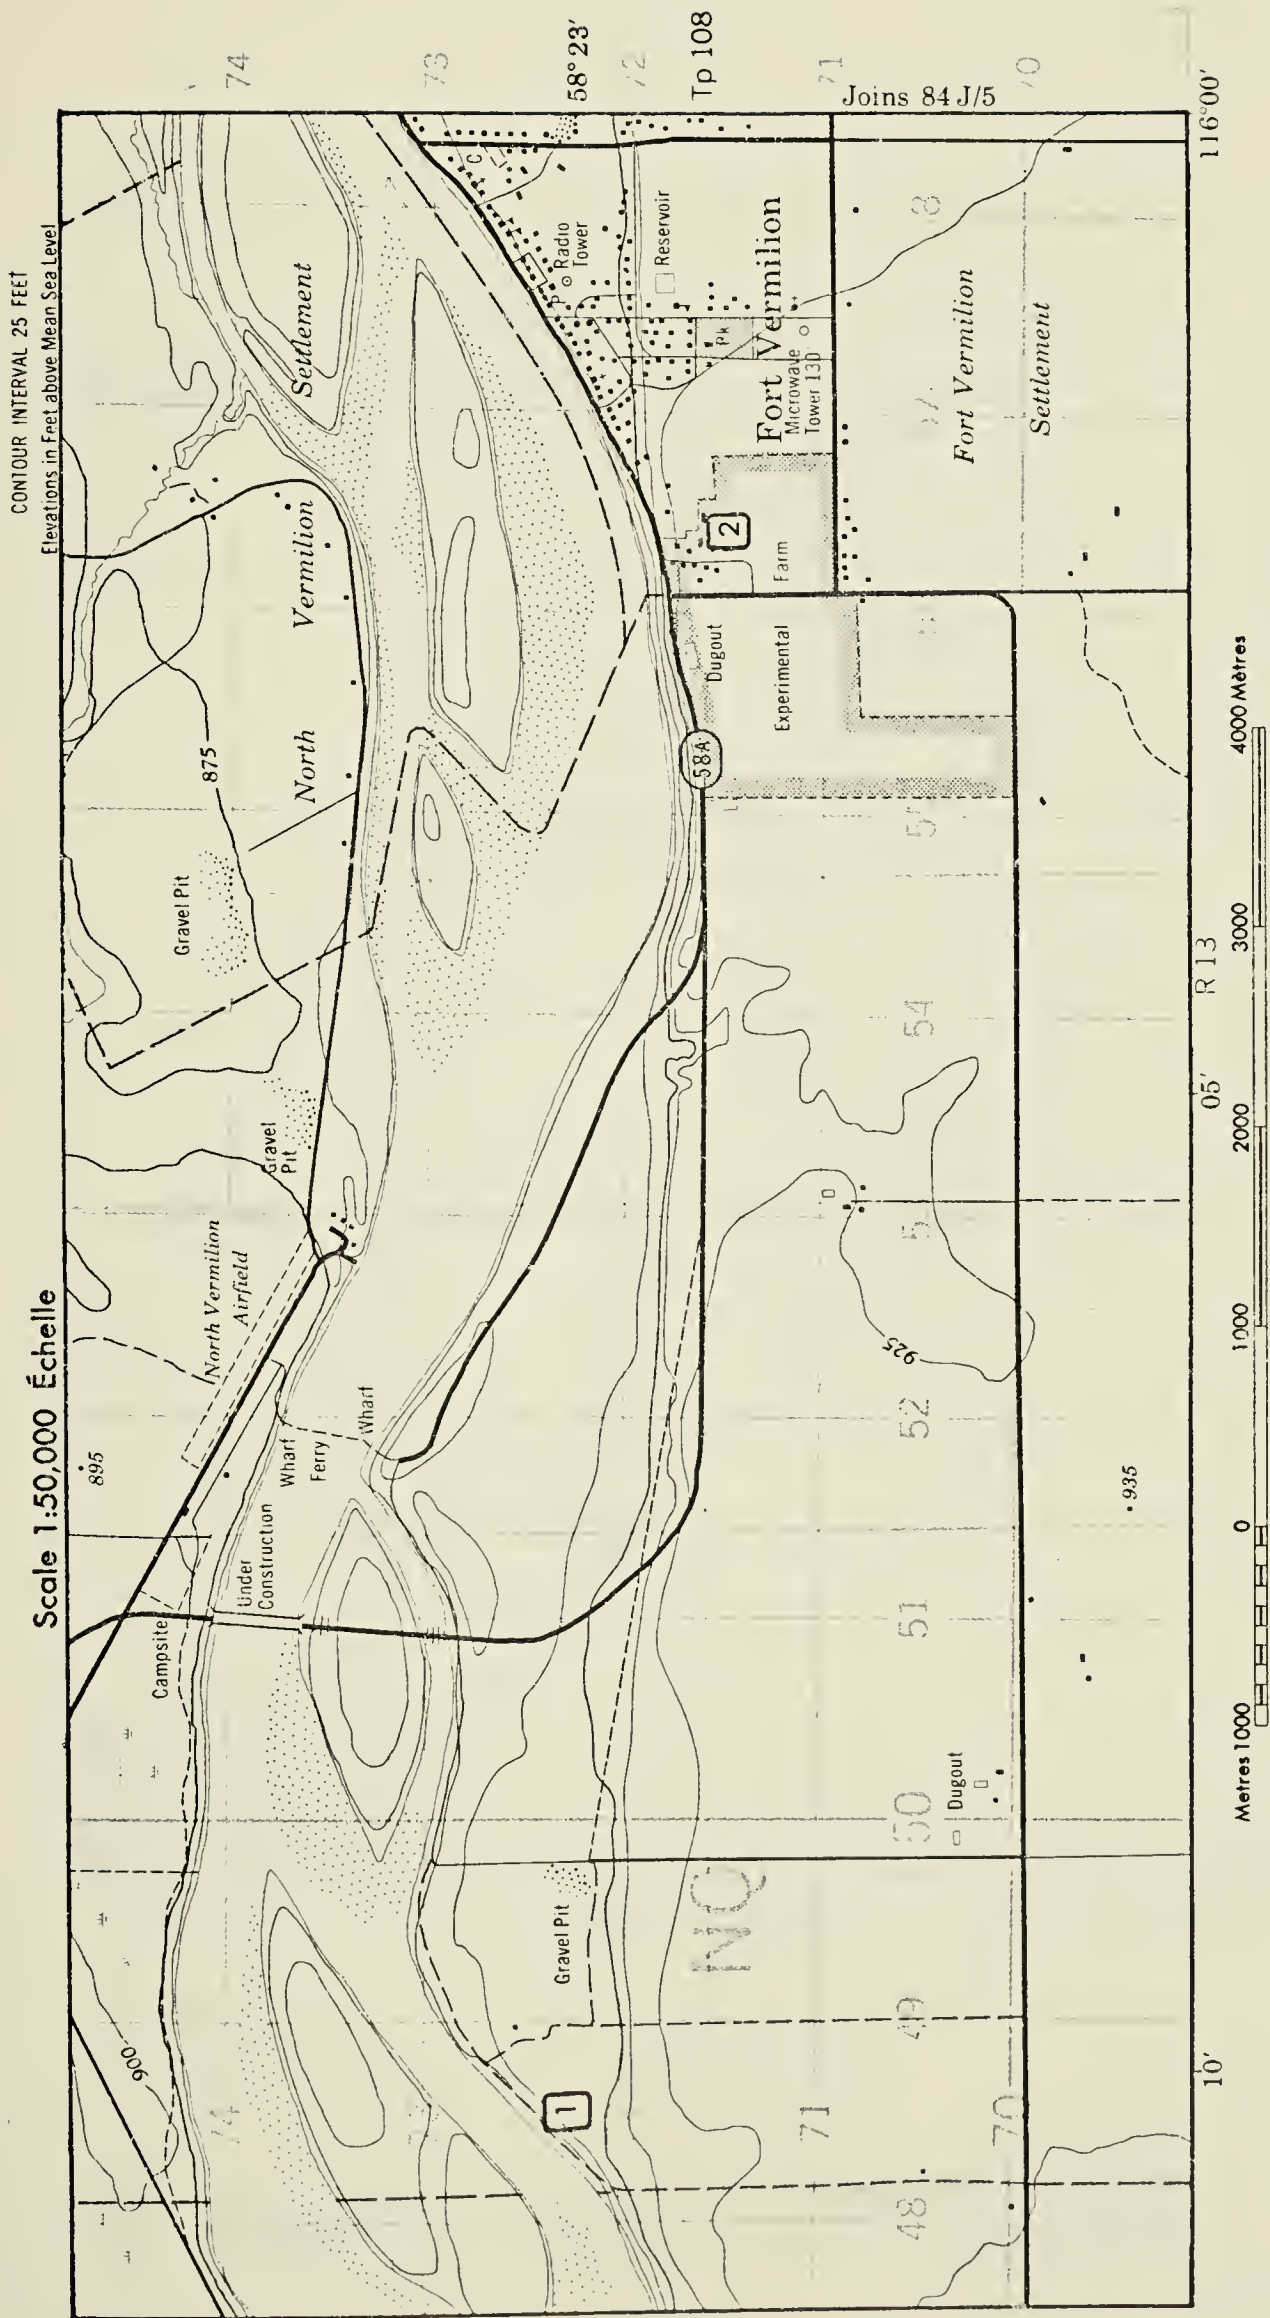 CONTOUR INTERVAL 25 FEET
Elevations in Feet above Mean Sea Level
Scale 1:50,000 Échelle
895
North Vermilion
Airfield
Gravel
Pit
Gravel Pit
875
North Vermilion Settlement
900
Campsite
Under
Construction
Wharf
Ferry
Wharf
74
73
58° 23'
72
Tp 108
71
70
Joins 84 J/5
116°00'
C
P
Radio
Tower
Reservoir
Pk
Fort Vermilion
Microwave
Tower 130
2
Farm
Dugout
Experimental
58A
Fort Vermilion
Settlement
1
Gravel Pit
NQ
74
71
70
48
49
50
51
52
54
925
Dugout
935
10'
05'
R 13
Metres 1000 0 1000 2000 3000 4000 Mètres